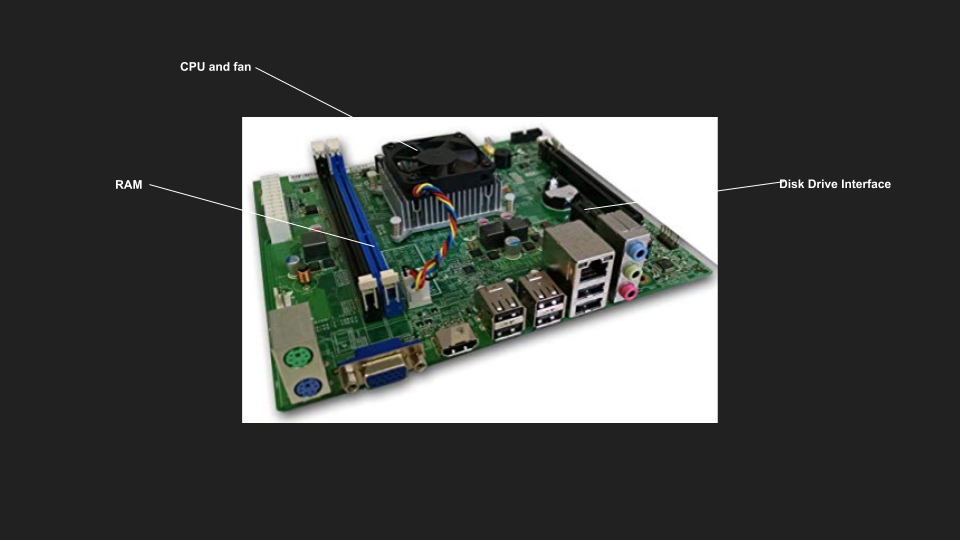 CPU and fan
RAM
Disk Drive Interface